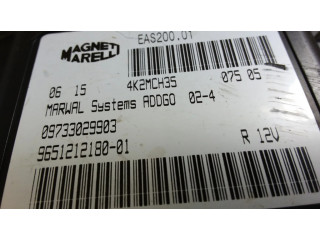 MAGNETI
MARELLI
EAS200.01
06 15 4K2MCH35 075 05
MARWAL Systems ADDGO 02-4
09733029903
9651212180-01
R 12V